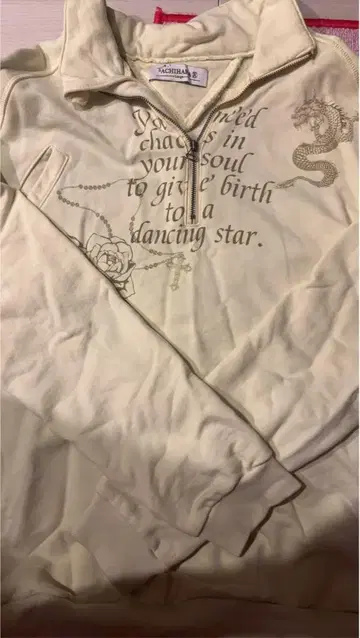 You need
chaos in
your soul
to give birth
to a
dancing star.